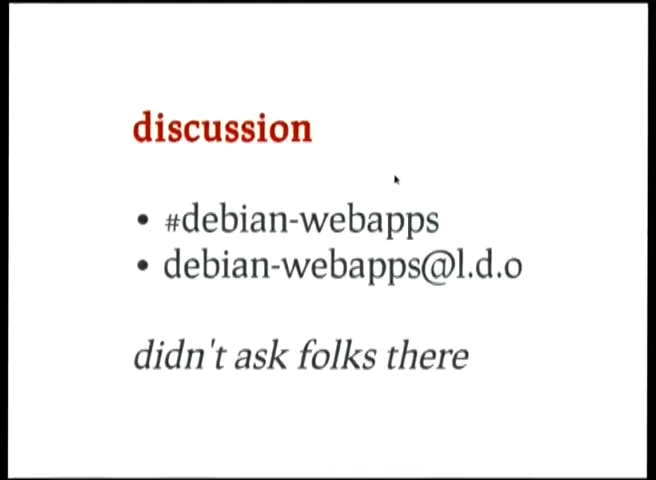 discussion
• #debian-webapps
• debian-webapps@l.d.o
didn't ask folks there